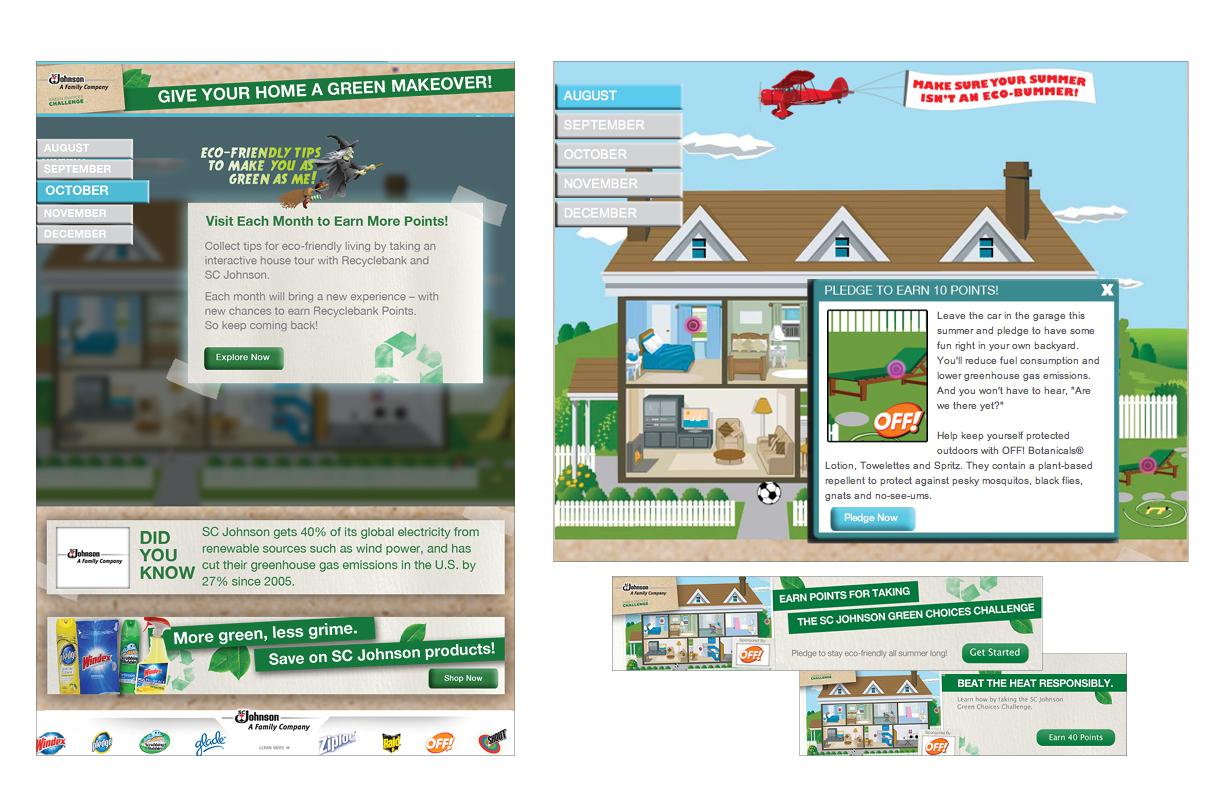 SC Johnson
A Family Company
GREEN CHOICES
CHALLENGE
GIVE YOUR HOME A GREEN MAKEOVER!
AUGUST
SEPTEMBER
OCTOBER
NOVEMBER
DECEMBER
ECO-FRIENDLY TIPS
TO MAKE YOU AS
GREEN AS ME!
Visit Each Month to Earn More Points!
Collect tips for eco-friendly living by taking an
interactive house tour with Recyclebank and
SC Johnson.
Each month will bring a new experience – with
new chances to earn Recyclebank Points.
So keep coming back!
Explore Now
SC Johnson
A Family Company
DID
YOU
KNOW
SC Johnson gets 40% of its global electricity from
renewable sources such as wind power, and has
cut their greenhouse gas emissions in the U.S. by
27% since 2005.
Pledge
Windex
Windex
More green, less grime.
Save on SC Johnson products!
Shop Now
SC Johnson
A Family Company
Windex
Pledge
Scrubbing Bubbles
glade
LEARN MORE
Ziploc
RAID
OFF!
SHOUT
AUGUST
SEPTEMBER
OCTOBER
NOVEMBER
DECEMBER
MAKE SURE YOUR SUMMER
ISN'T AN ECO-BUMMER!
PLEDGE TO EARN 10 POINTS!
X
Leave the car in the garage this
summer and pledge to have some
fun right in your own backyard.
You'll reduce fuel consumption and
lower greenhouse gas emissions.
And you won't have to hear, "Are
we there yet?"
OFF!
Help keep yourself protected
outdoors with OFF! Botanicals®
Lotion, Towelettes and Spritz. They contain a plant-based
repellent to protect against pesky mosquitos, black flies,
gnats and no-see-ums.
Pledge Now
SC Johnson
A Family Company
GREEN CHOICES
CHALLENGE
EARN POINTS FOR TAKING
THE SC JOHNSON GREEN CHOICES CHALLENGE
Sponsored By
OFF!
Pledge to stay eco-friendly all summer long!
Get Started
CHALLENGE
BEAT THE HEAT RESPONSIBLY.
Learn how by taking the SC Johnson
Green Choices Challenge.
Sponsored By
OFF!
Earn 40 Points